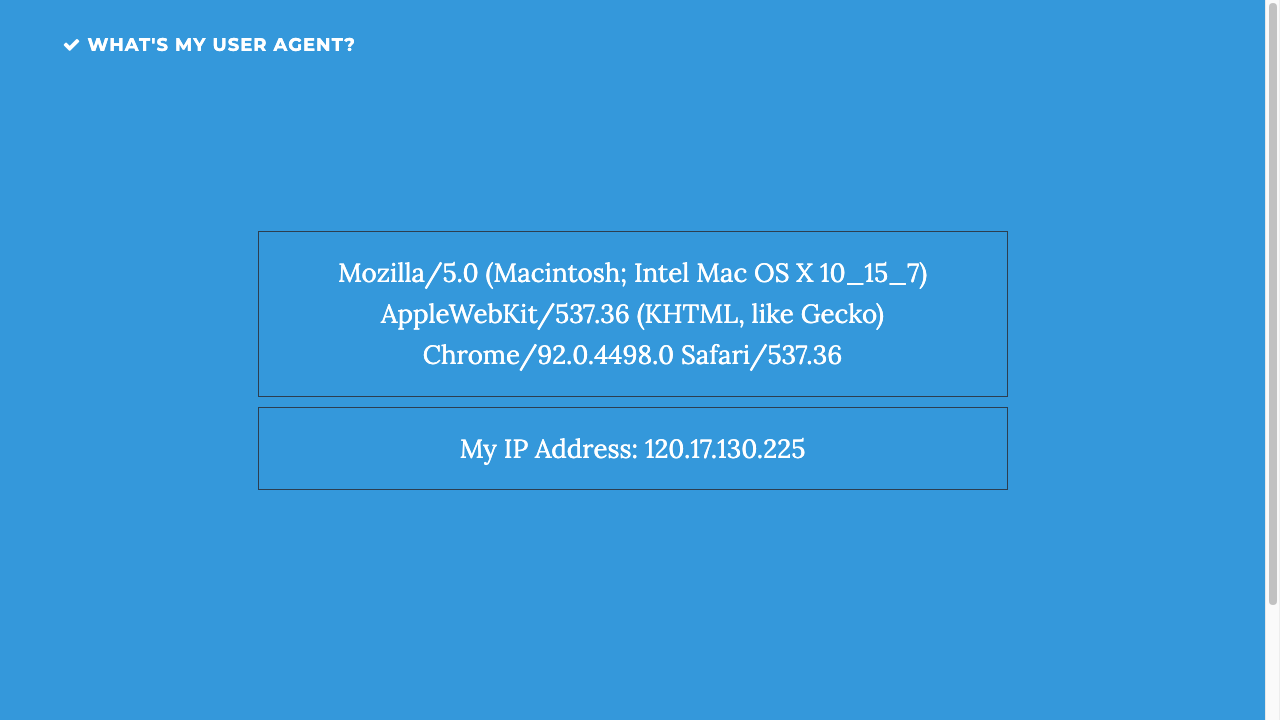 WHAT'S MY USER AGENT?
Mozilla/5.0 (Macintosh; Intel Mac OS X 10_15_7)
AppleWebKit/537.36 (KHTML, like Gecko)
Chrome/92.0.4498.0 Safari/537.36
My IP Address: 120.17.130.225